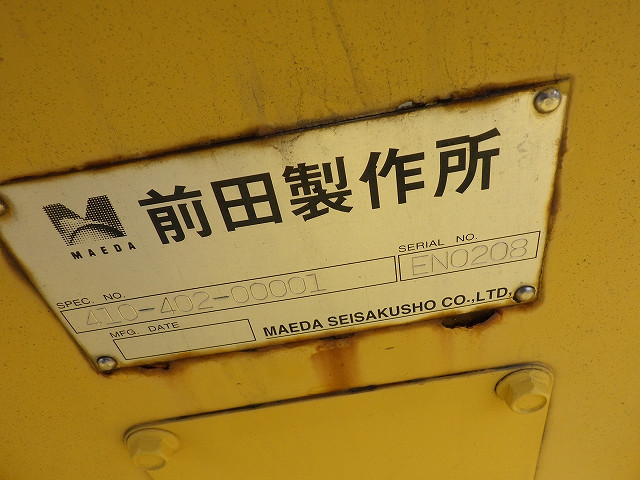 MAEDA
前田製作所
SPEC. NO.
410-402-00001
SERIAL NO.
EN0208
MFG. DATE
MAEDA SEISAKUSHO CO.,LTD.